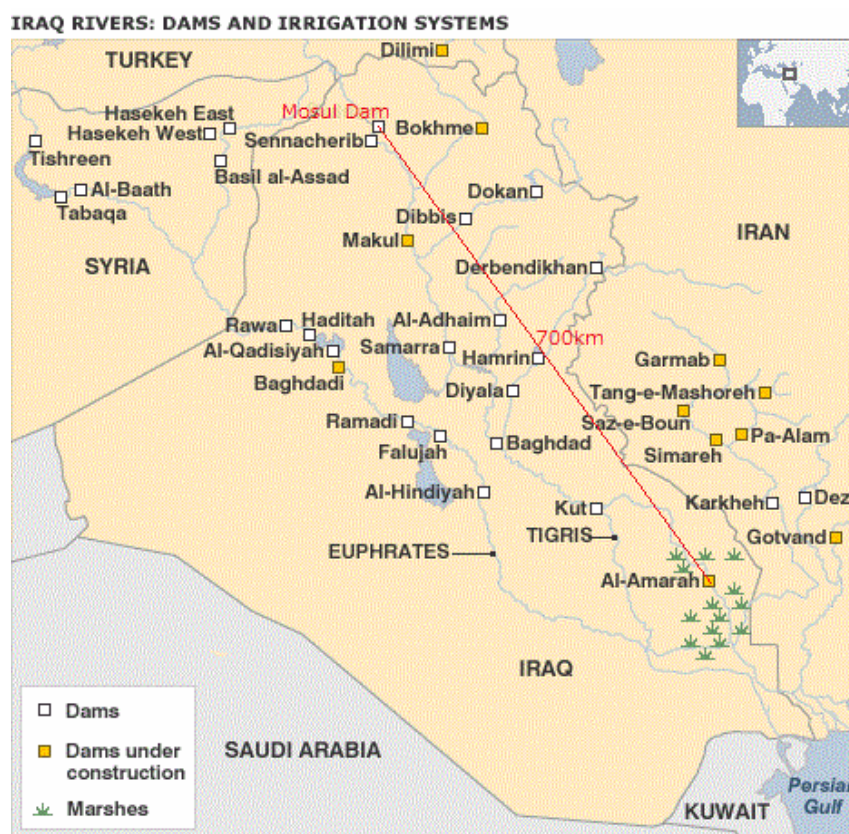 IRAQ RIVERS: DAMS AND IRRIGATION SYSTEMS
TURKEY
Dilimi
Hasekeh East
Mosul Dam
Hasekeh West
Bokhme
Sennacherib
Tishreen
Basil al-Assad
Al-Baath
Dokan
Tabaqa
Dibbis
Makul
IRAN
SYRIA
Derbendikhan
Rawa
Haditah
Al-Adhaim
700km
Al-Qadisiyah
Samarra
Hamrin
Garmab
Baghdadi
Diyala
Tang-e-Mashoreh
Ramadi
Saz-e-Boun
Pa-Alam
Falujah
Baghdad
Simareh
Al-Hindiyah
Karkheh
Dez
Kut
TIGRIS
Gotvand
EUPHRATES
Al-Amarah
IRAQ
Dams
SAUDI ARABIA
Dams under
construction
Marshes
KUWAIT
Persian
Gulf